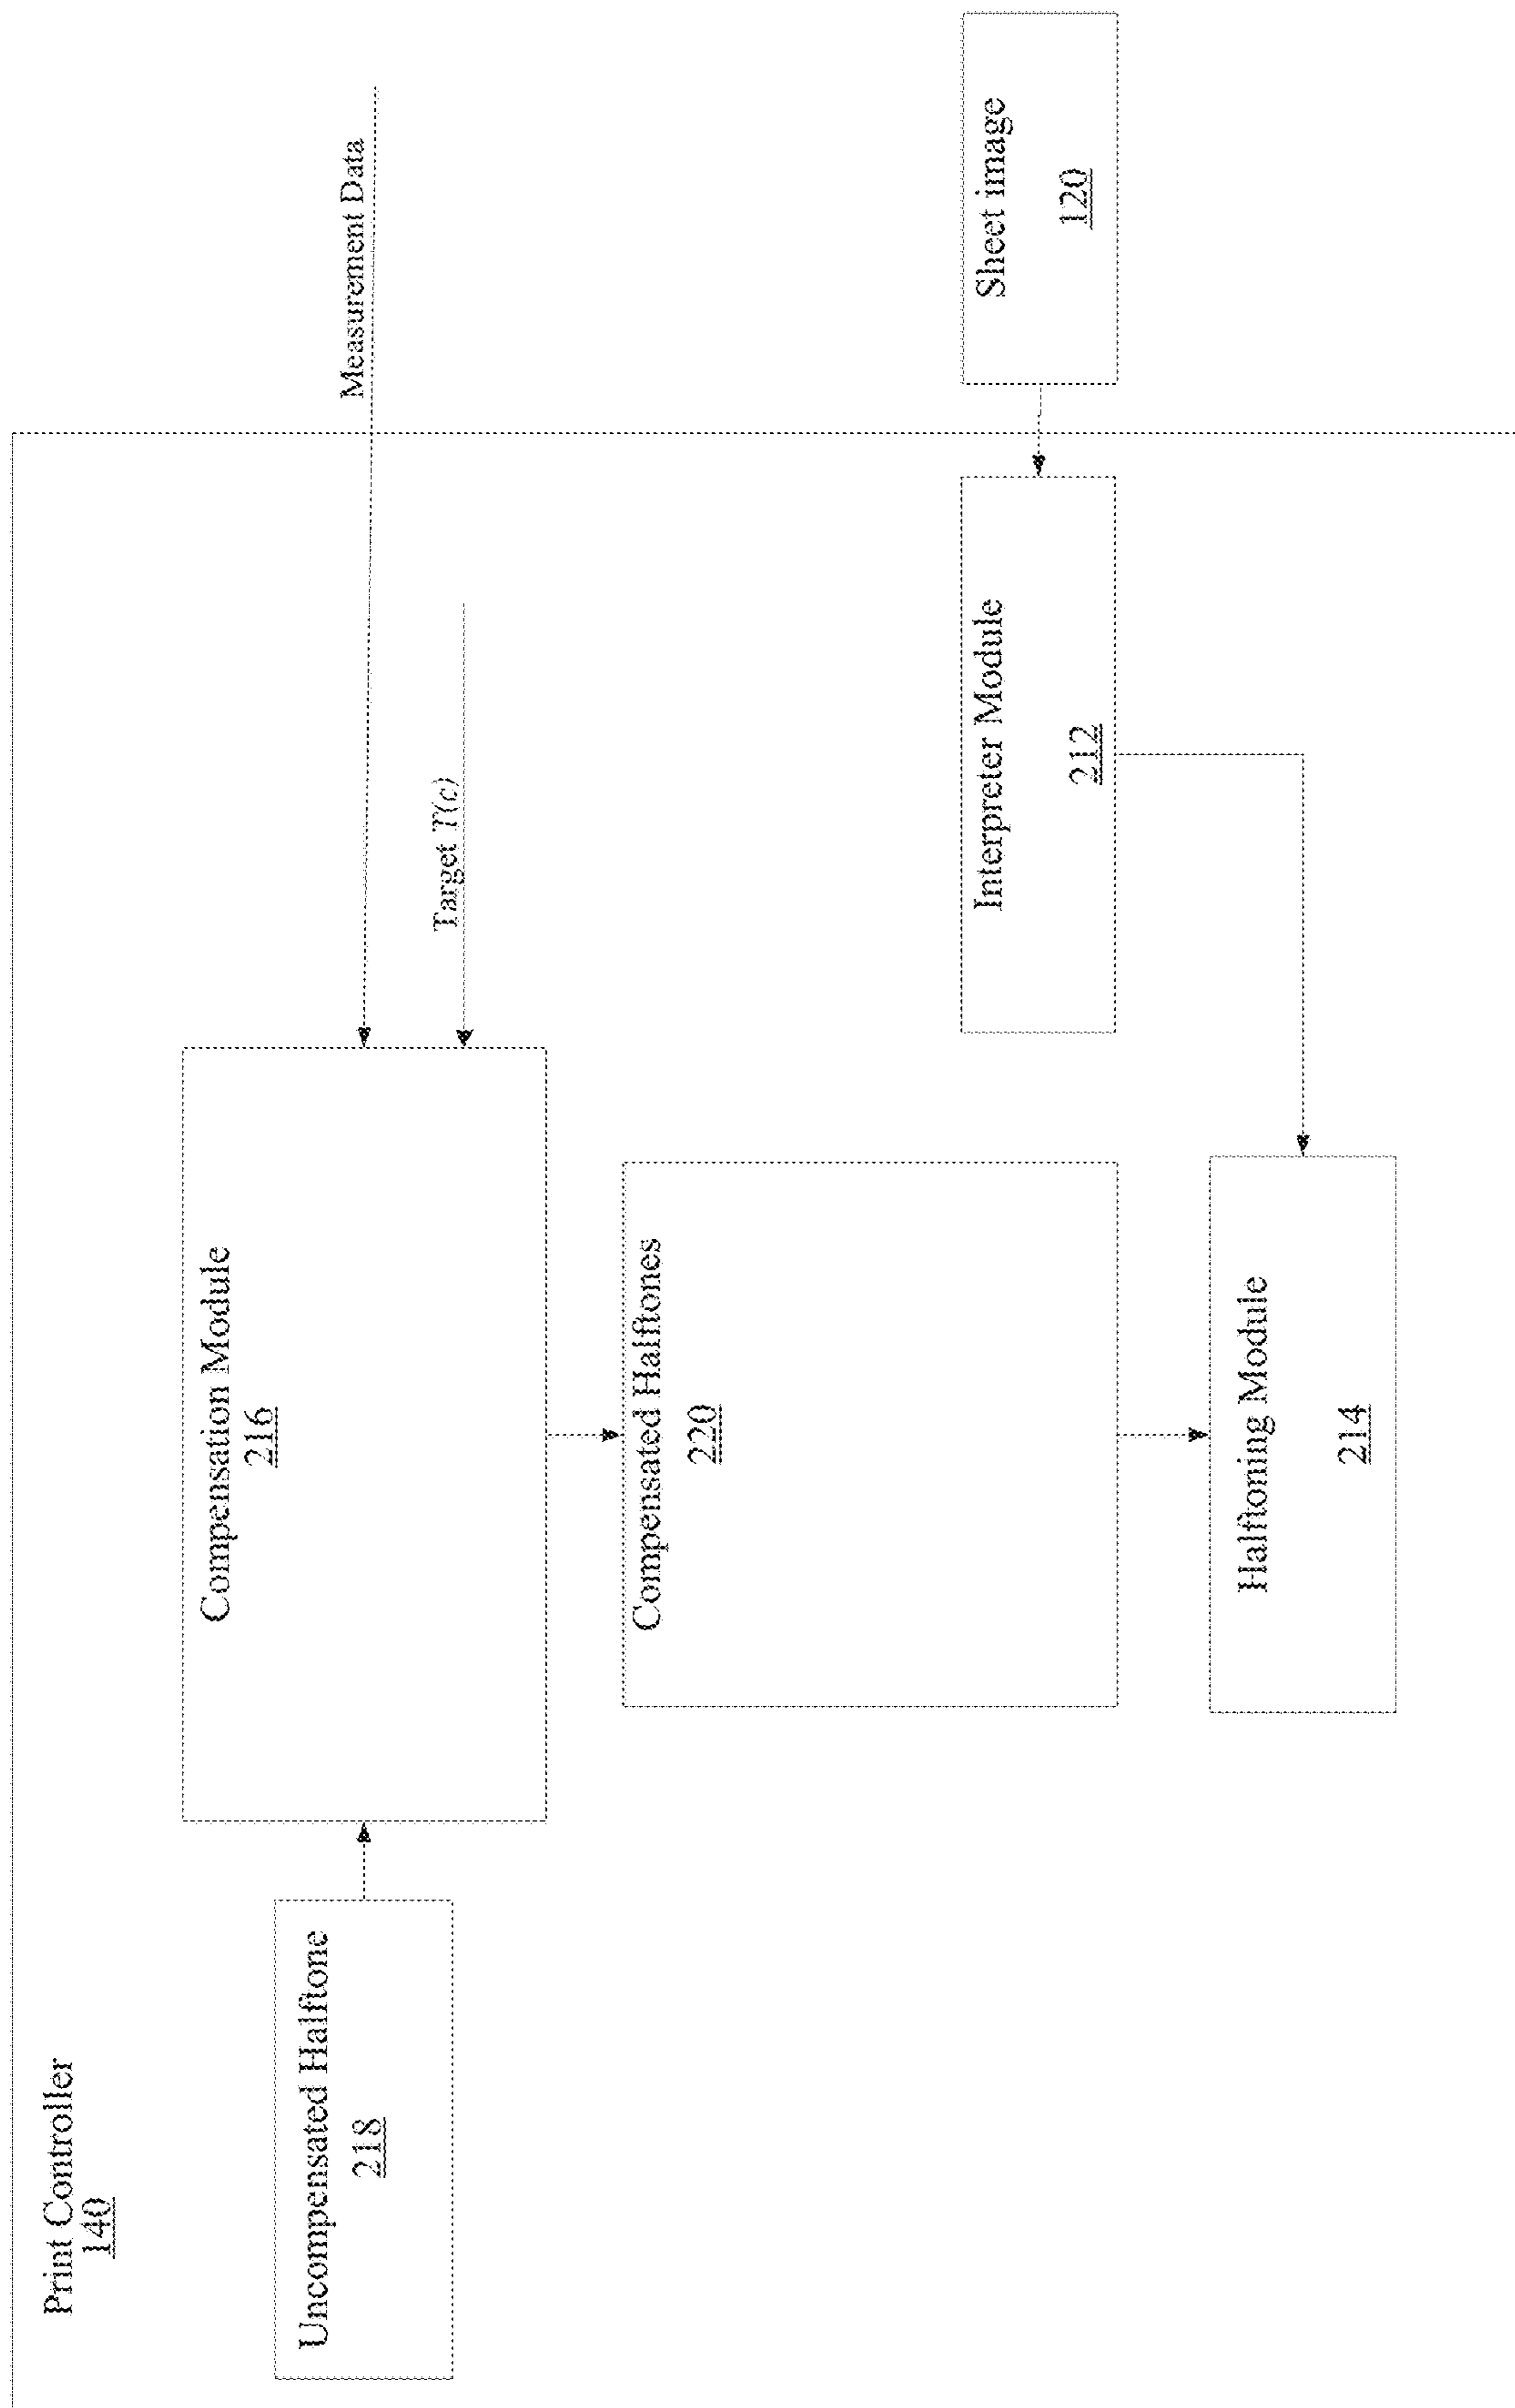 Print Controller
140
Uncompensated Halftone
218
Compensation Module
216
Measurement Data
Target T(c)
Compensated Halftones
220
Interpreter Module
212
Sheet image
120
Halftoning Module
214